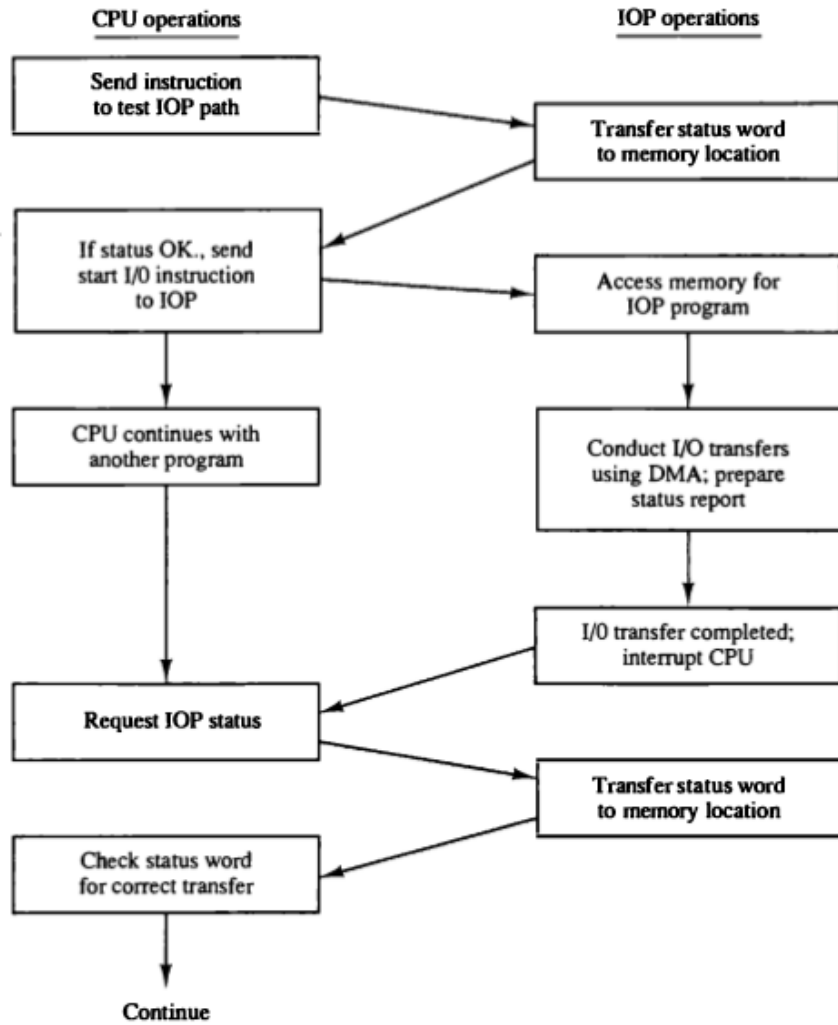 CPU operations
IOP operations
Send instruction
to test IOP path
Transfer status word
to memory location
If status OK., send
start I/0 instruction
to IOP
Access memory for
IOP program
CPU continues with
another program
Conduct I/O transfers
using DMA; prepare
status report
I/0 transfer completed;
interrupt CPU
Request IOP status
Transfer status word
to memory location
Check status word
for correct transfer
Continue